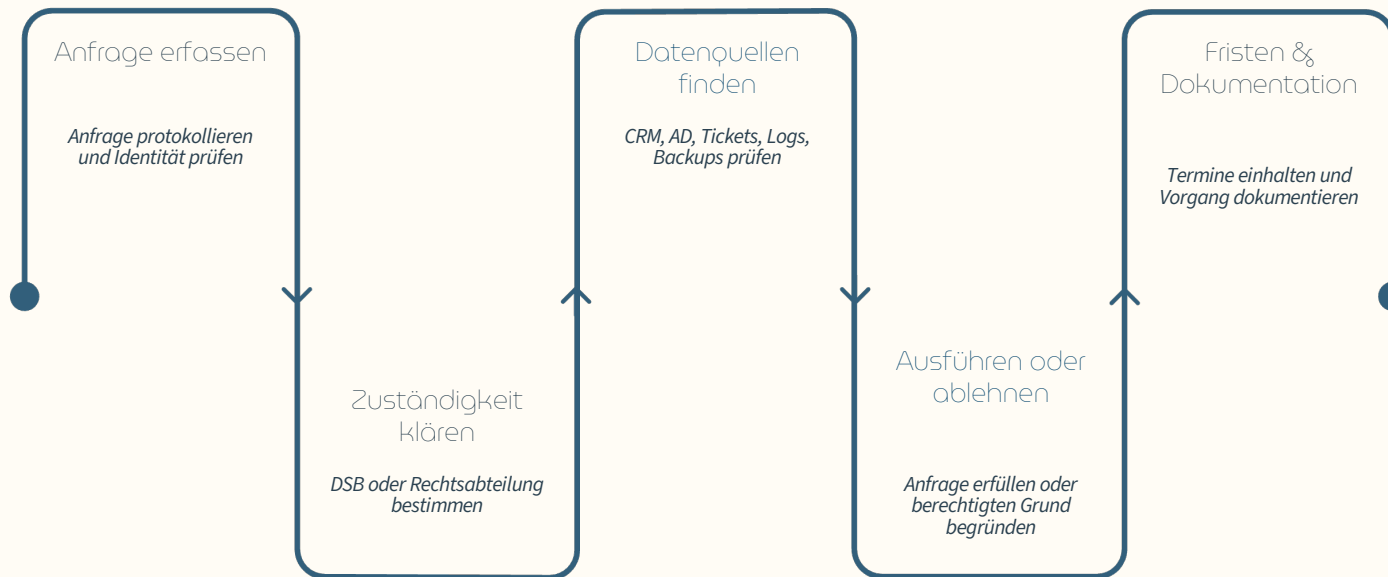 Anfrage erfassen
Anfrage protokollieren
und Identität prüfen
Zuständigkeit
klären
DSB oder Rechtsabteilung
bestimmen
Datenquellen
finden
CRM, AD, Tickets, Logs,
Backups prüfen
Ausführen oder
ablehnen
Anfrage erfüllen oder
berechtigten Grund
begründen
Fristen &
Dokumentation
Termine einhalten und
Vorgang dokumentieren